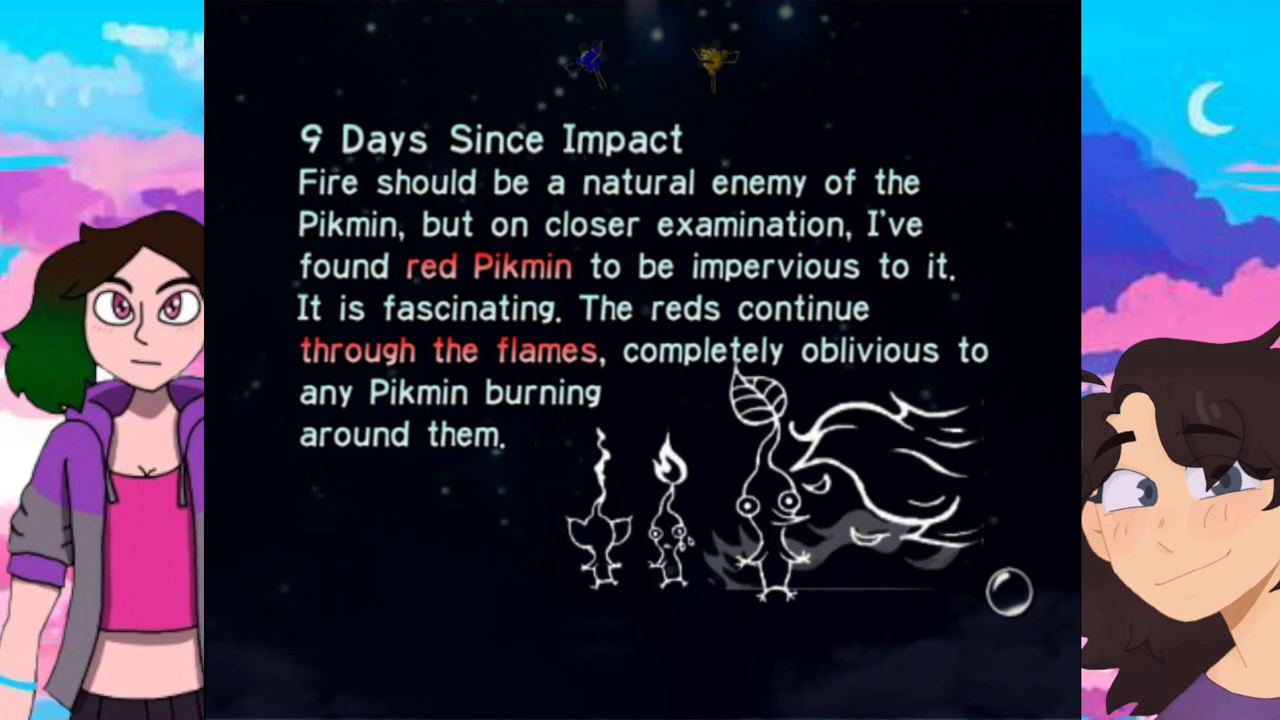 9 Days Since Impact
Fire should be a natural enemy of the
Pikmin, but on closer examination, I've
found red Pikmin to be impervious to it.
It is fascinating. The reds continue
through the flames, completely oblivious to
any Pikmin burning
around them.